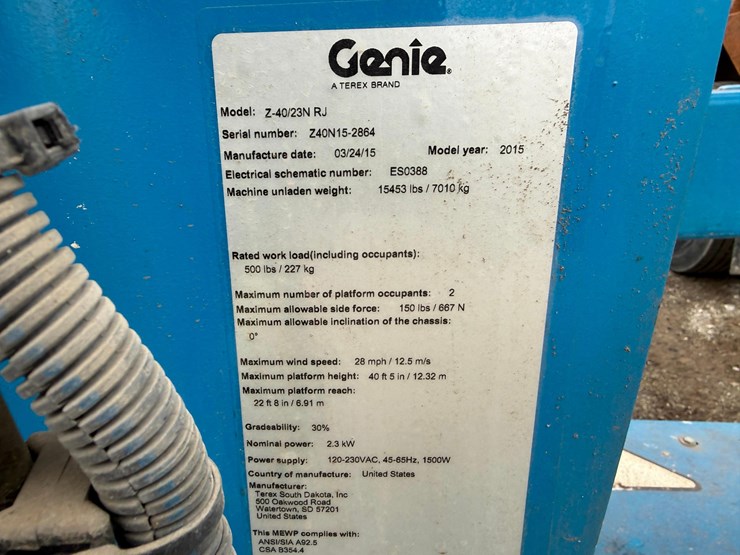 Genie®
A TEREX BRAND
Model: Z-40/23N RJ
Serial number: Z40N15-2864
Manufacture date: 03/24/15 Model year: 2015
Electrical schematic number: ES0388
Machine unladen weight: 15453 lbs / 7010 kg
Rated work load(including occupants):
500 lbs / 227 kg
Maximum number of platform occupants: 2
Maximum allowable side force: 150 lbs / 667 N
Maximum allowable inclination of the chassis:
0°
Maximum wind speed: 28 mph / 12.5 m/s
Maximum platform height: 40 ft 5 in / 12.32 m
Maximum platform reach:
22 ft 8 in / 6.91 m
Gradeability: 30%
Nominal power: 2.3 kW
Power supply: 120-230VAC, 45-65Hz, 1500W
Country of manufacture: United States
Manufacturer:
Terex South Dakota, Inc
500 Oakwood Road
Watertown, SD 57201
United States
This MEWP complies with:
ANSI/SIA A92.5
CSA B354.4